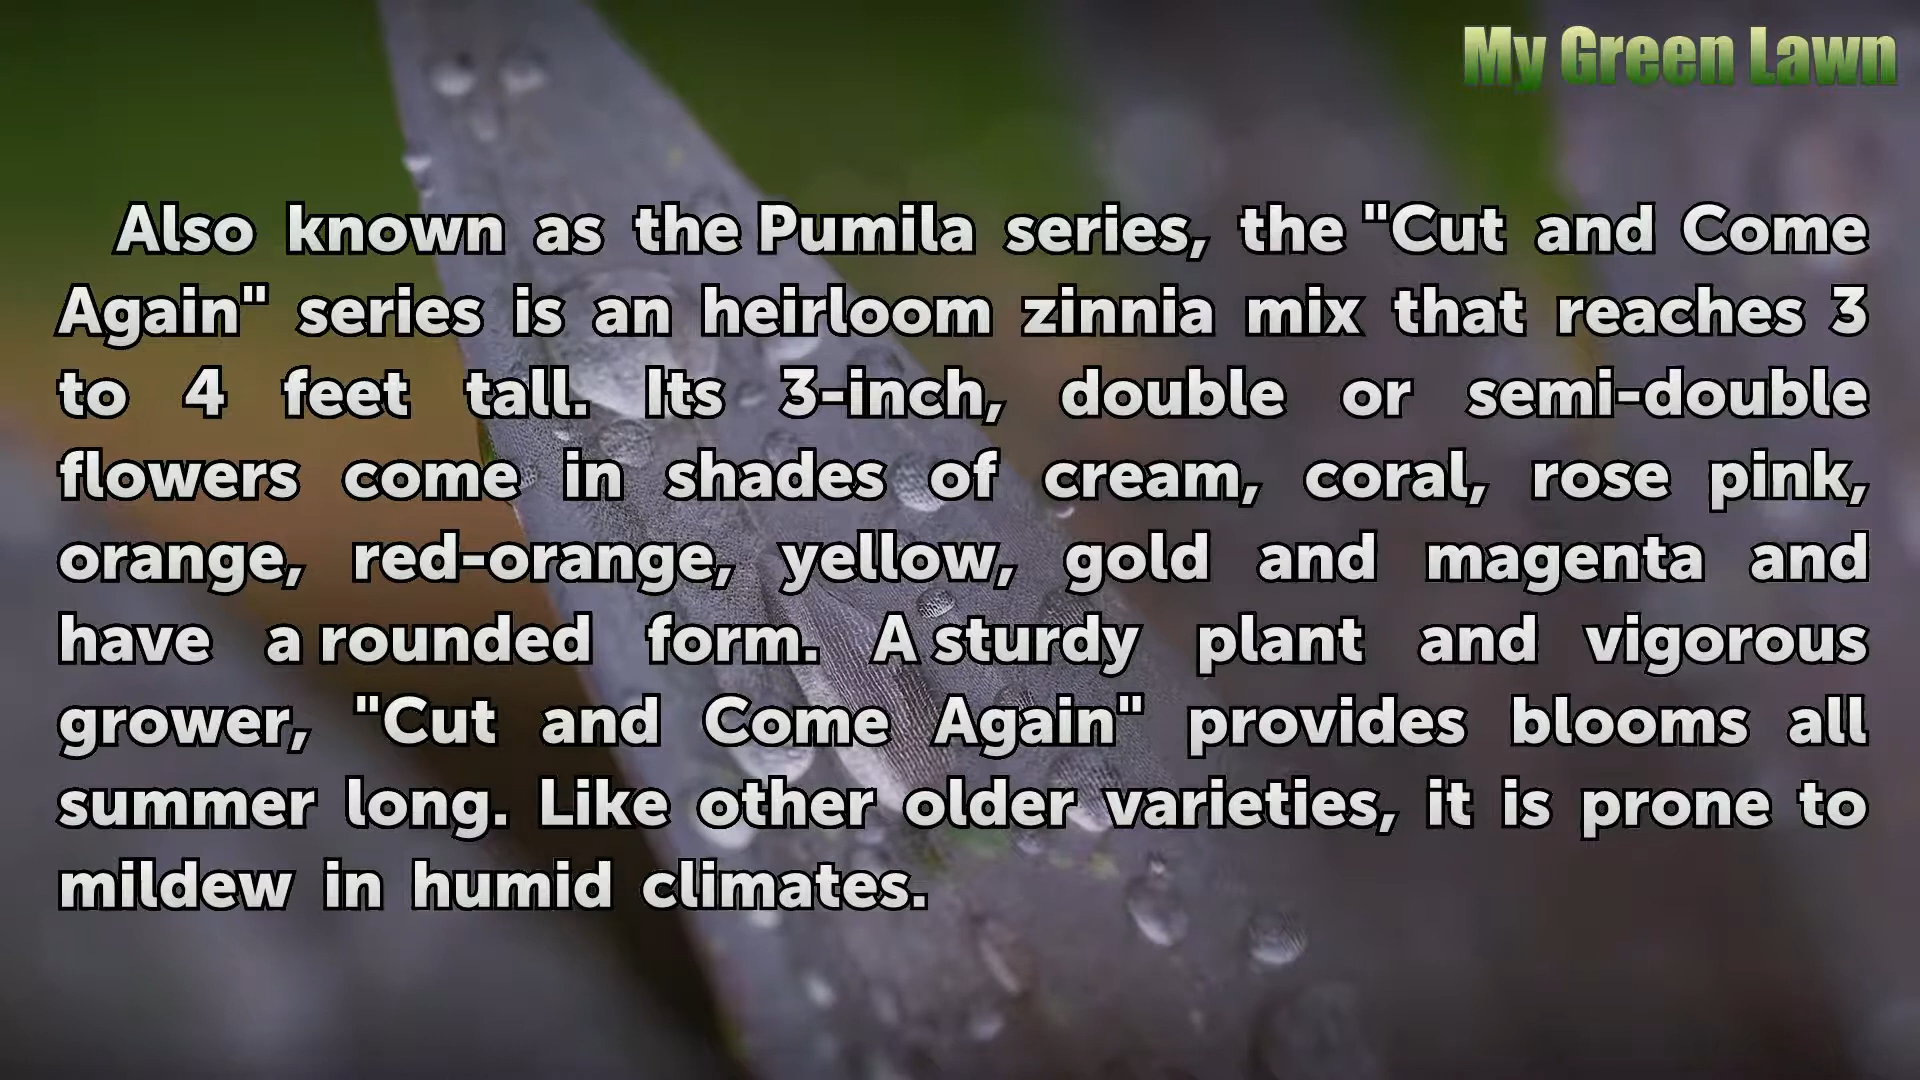 My Green Lawn
Also known as the Pumila series, the "Cut and Come
Again" series is an heirloom zinnia mix that reaches 3
to 4 feet tall. Its 3-inch, double or semi-double
flowers come in shades of cream, coral, rose pink,
orange, red-orange, yellow, gold and magenta and
have a rounded form. A sturdy plant and vigorous
grower, "Cut and Come Again" provides blooms all
summer long. Like other older varieties, it is prone to
mildew in humid climates.